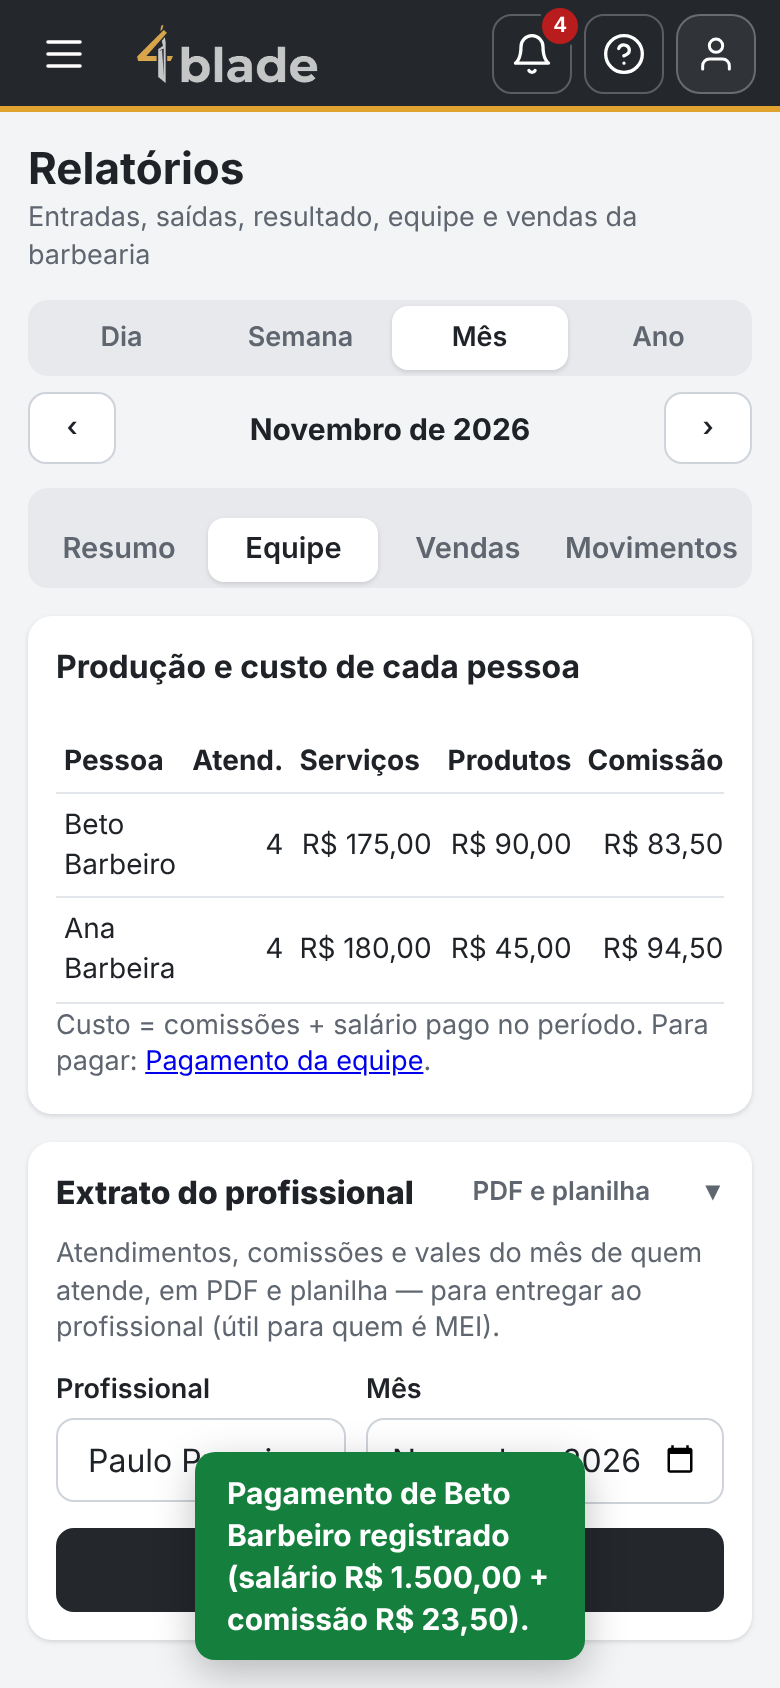 4blade
4
Relatórios
Entradas, saídas, resultado, equipe e vendas da
barbearia
Dia Semana Mês Ano
‹ Novembro de 2026 ›
Resumo Equipe Vendas Movimentos
Produção e custo de cada pessoa
Pessoa Atend. Serviços Produtos Comissão
Beto
Barbeiro 4 R$ 175,00 R$ 90,00 R$ 83,50
Ana
Barbeira 4 R$ 180,00 R$ 45,00 R$ 94,50
Custo = comissões + salário pago no período. Para
pagar: Pagamento da equipe.
Extrato do profissional PDF e planilha ▼
Atendimentos, comissões e vales do mês de quem
atende, em PDF e planilha — para entregar ao
profissional (útil para quem é MEI).
Profissional Mês
Paulo 2026
Pagamento de Beto
Barbeiro registrado
(salário R$ 1.500,00 +
comissão R$ 23,50).